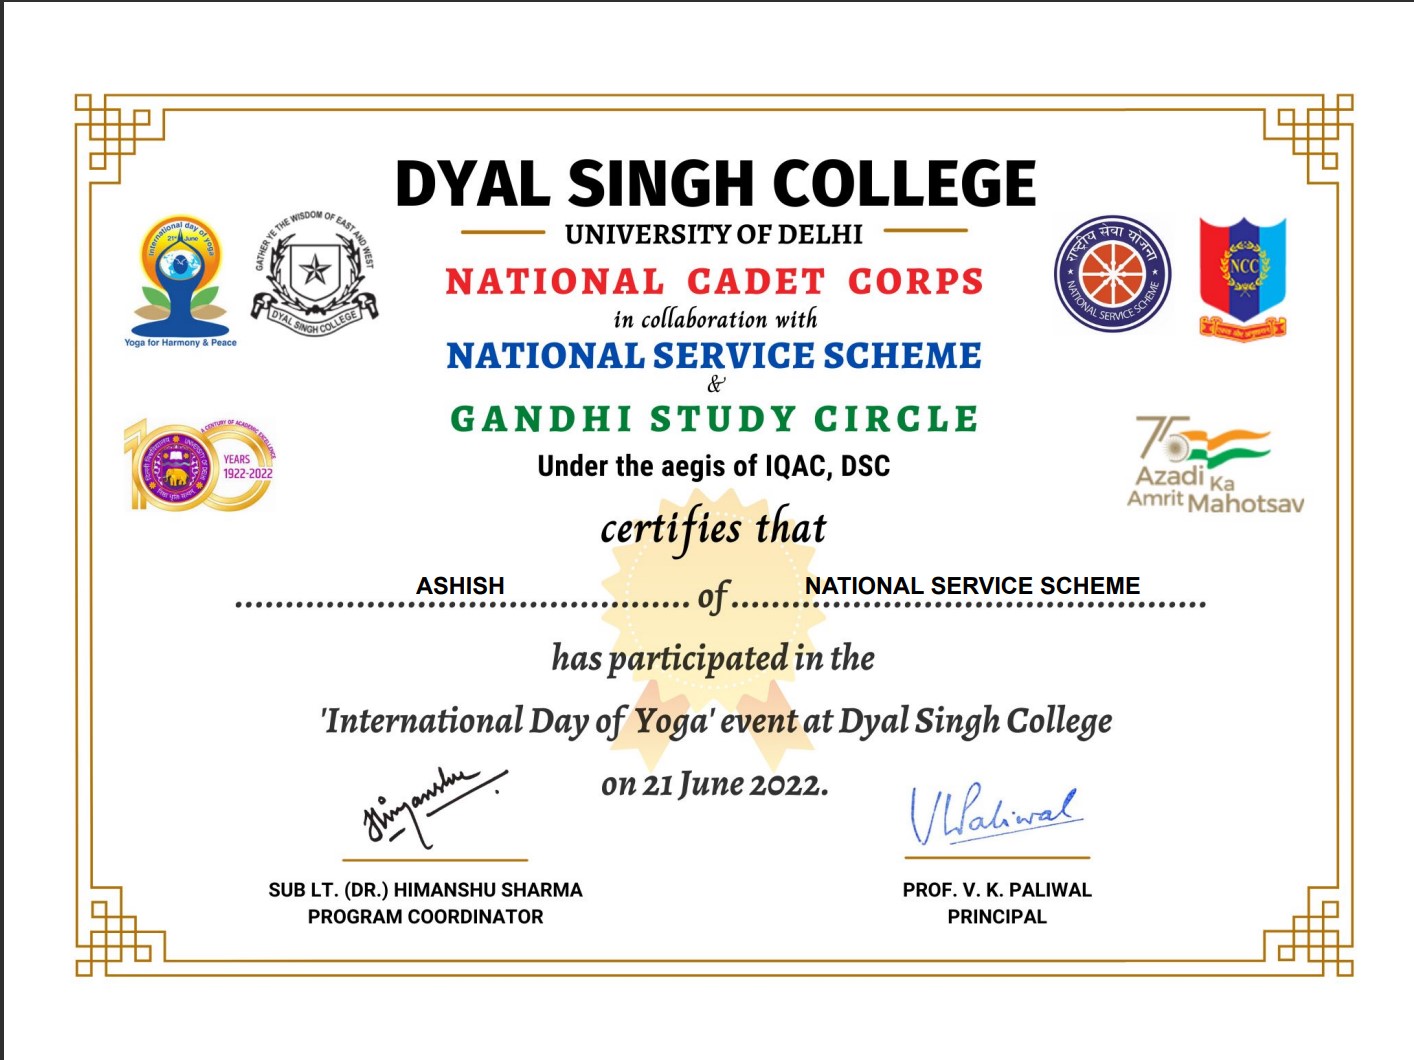 DYAL SINGH COLLEGE
UNIVERSITY OF DELHI
NATIONAL CADET CORPS
in collaboration with
NATIONAL SERVICE SCHEME
&
GANDHI STUDY CIRCLE
Under the aegis of IQAC, DSC
International day of yoga
21st June
Yoga for Harmony & Peace
GATHER YE THE WISDOM OF EAST AND WEST
DYAL SINGH COLLEGE
राष्ट्रीय सेवा योजना
NATIONAL SERVICE SCHEME
NCC
100
A CENTURY OF ACADEMIC EXCELLENCE
YEARS
1922-2022
75
Azadi Ka
Amrit Mahotsav
certifies that
ASHISH of NATIONAL SERVICE SCHEME
has participated in the
'International Day of Yoga' event at Dyal Singh College
on 21 June 2022.
Himanshu
VKPaliwal
SUB LT. (DR.) HIMANSHU SHARMA
PROGRAM COORDINATOR
PROF. V. K. PALIWAL
PRINCIPAL